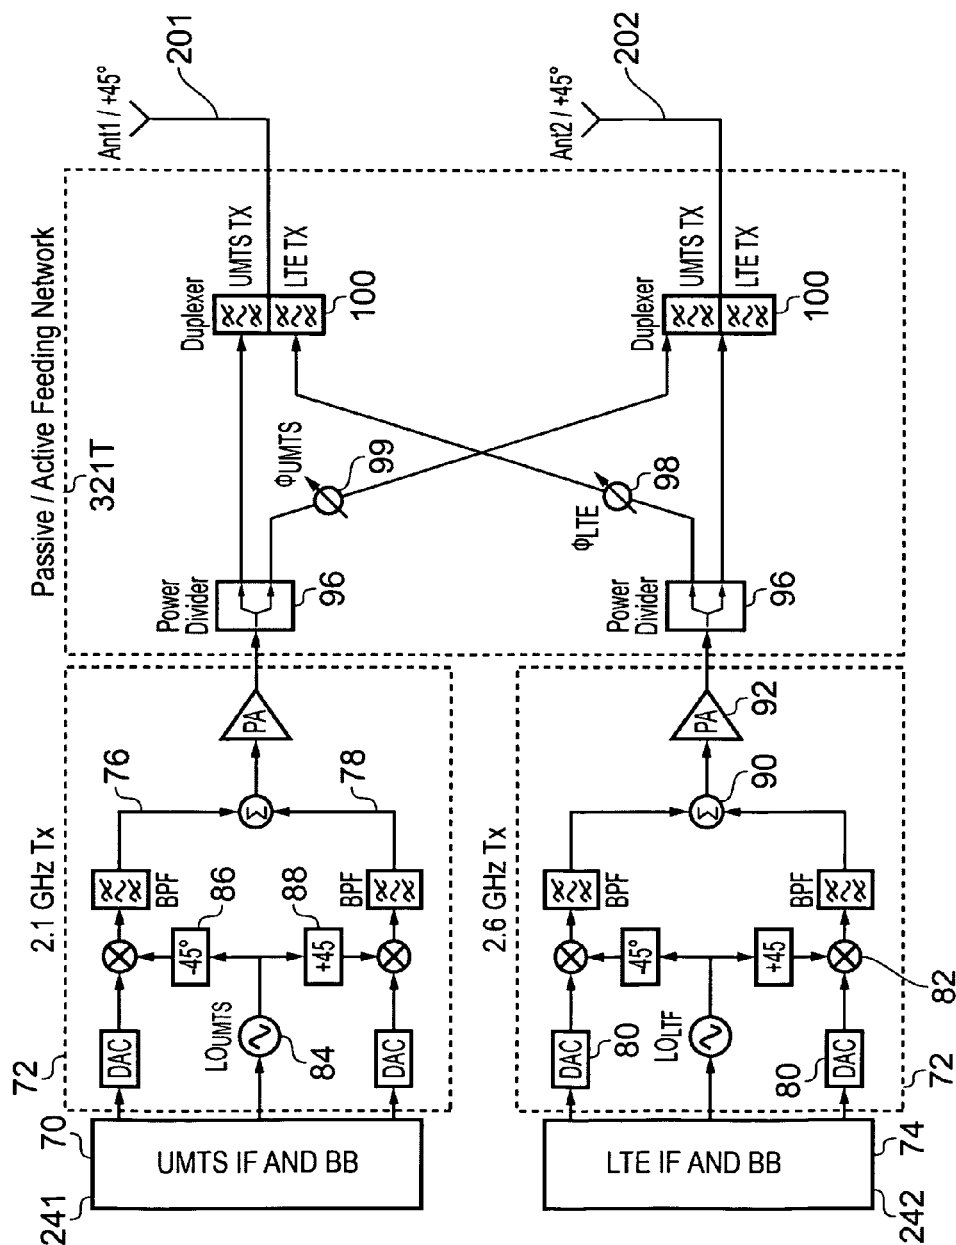 Passive / Active Feeding Network
321T
Ant1 / +45°
201
Ant2 / +45°
202
Duplexer
UMTS TX
LTE TX
100
Duplexer
UMTS TX
LTE TX
100
ΦUMTS
99
ΦLTE
98
Power
Divider
96
Power
Divider
96
2.1 GHz Tx
PA
76
78
Σ
BPF
86
88
BPF
-45°
+45
DAC
LOUMTS
84
DAC
72
70
UMTS IF AND BB
241
2.6 GHz Tx
PA
92
90
Σ
BPF
BPF
-45°
+45
82
DAC
80
LOLTF
80
DAC
72
74
LTE IF AND BB
242